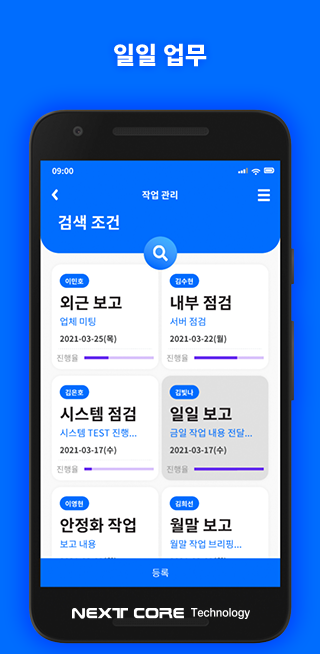 일일 업무
09:00
작업 관리
검색 조건
이민호
외근 보고
업체 미팅
2021-03-25(목)
진행율
김수현
내부 점검
서버 점검
2021-03-22(월)
진행율
김은호
시스템 점검
시스템 TEST 진행...
2021-03-17(수)
진행율
김빛나
일일 보고
금일 작업 내용 전달...
2021-03-17(수)
진행율
이영현
안정화 작업
보고 내용
김희선
월말 보고
월말 작업 브리핑...
등록
NEXT CORE Technology